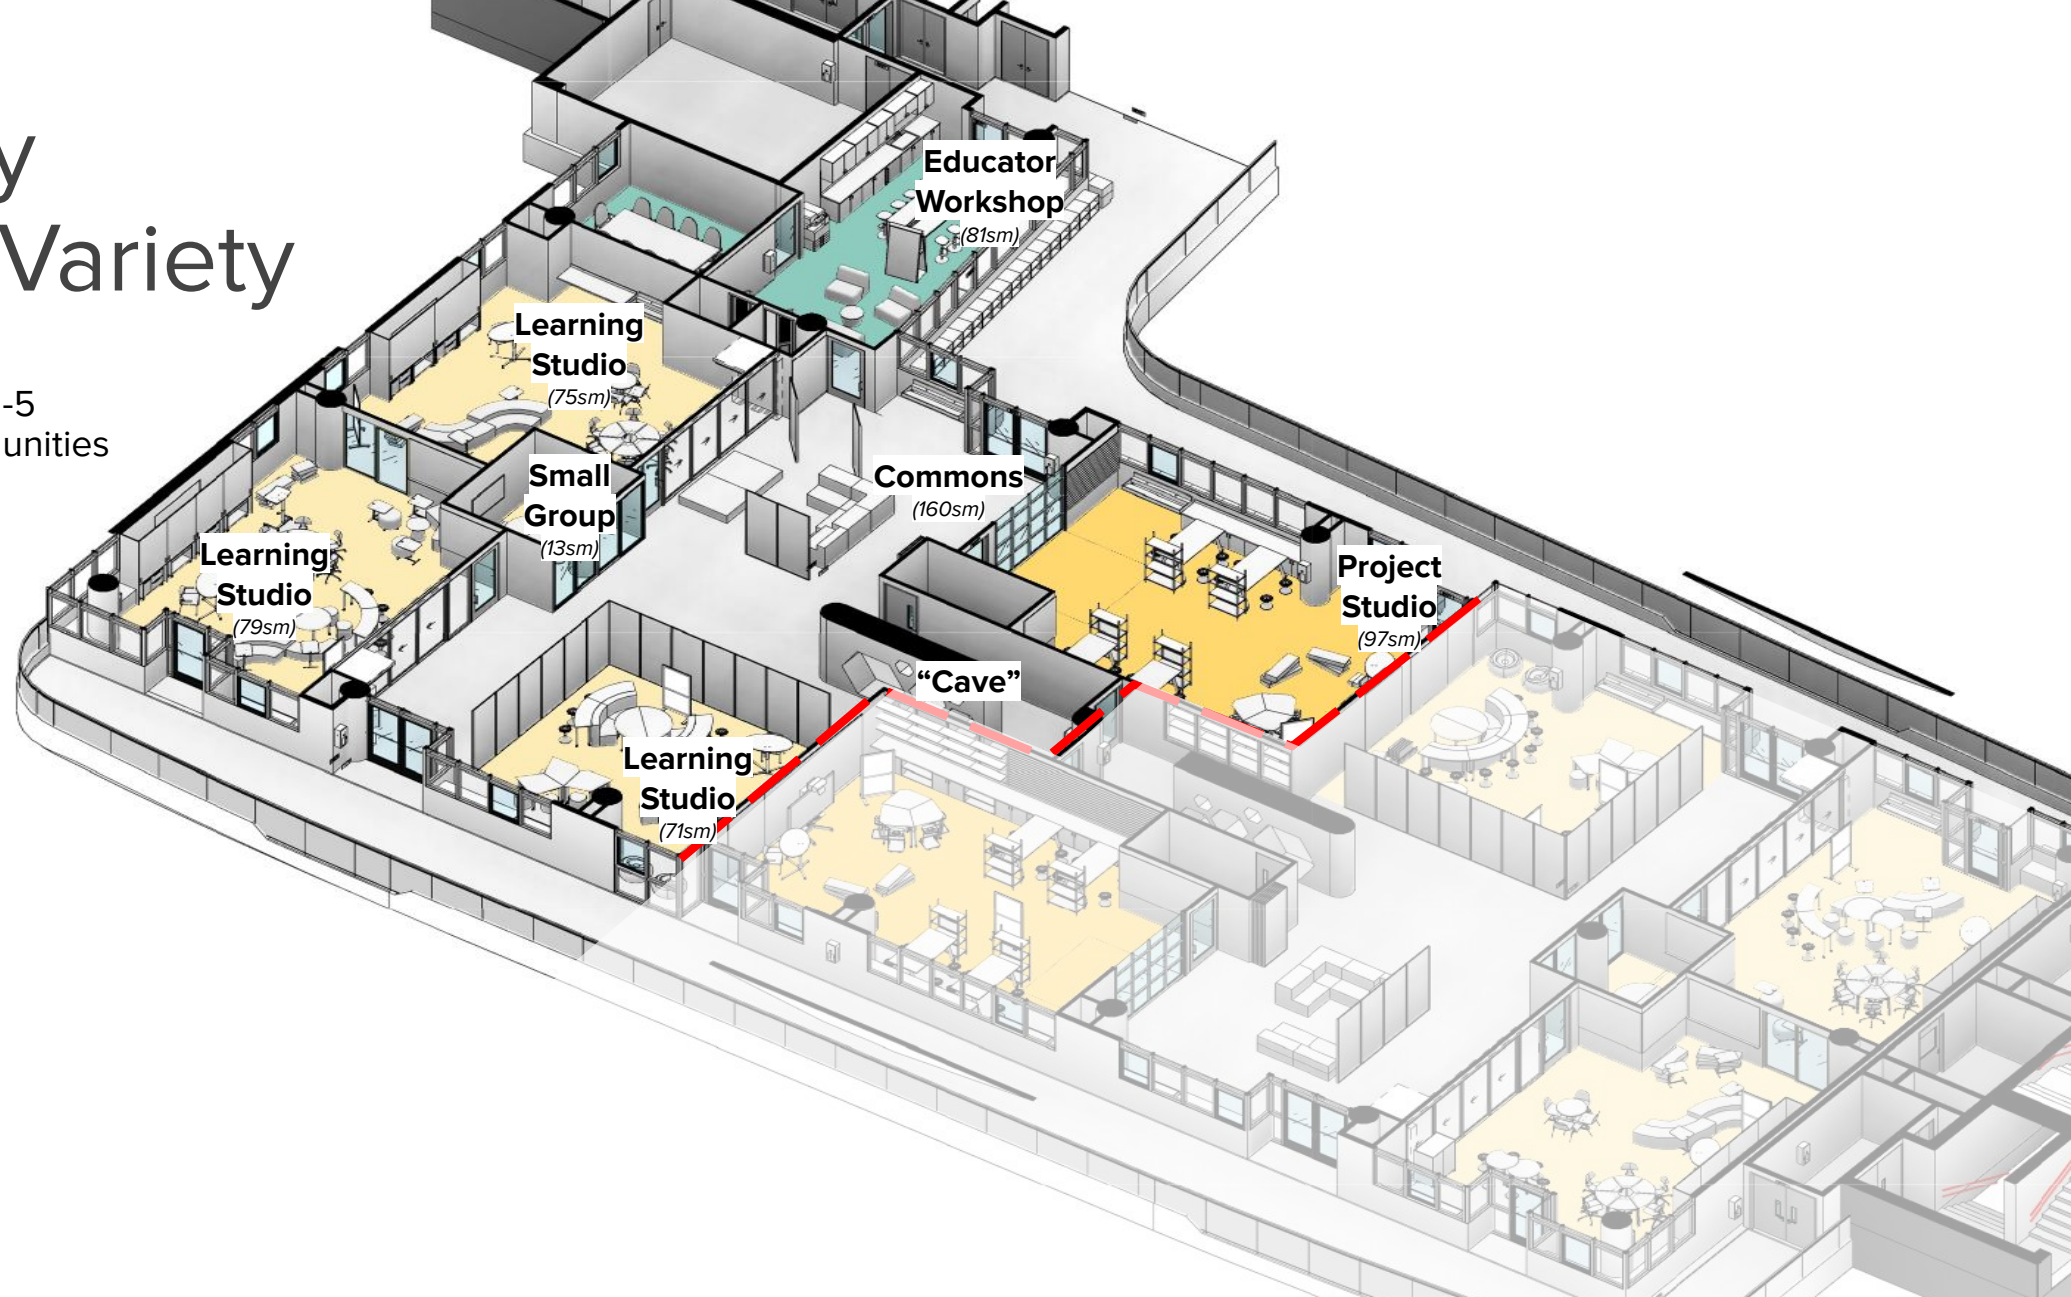 y
Variety
-5
unities
Educator
Workshop
(81sm)
Learning
Studio
(75sm)
Small
Group
(13sm)
Commons
(160sm)
Learning
Studio
(79sm)
Project
Studio
(97sm)
“Cave”
Learning
Studio
(71sm)